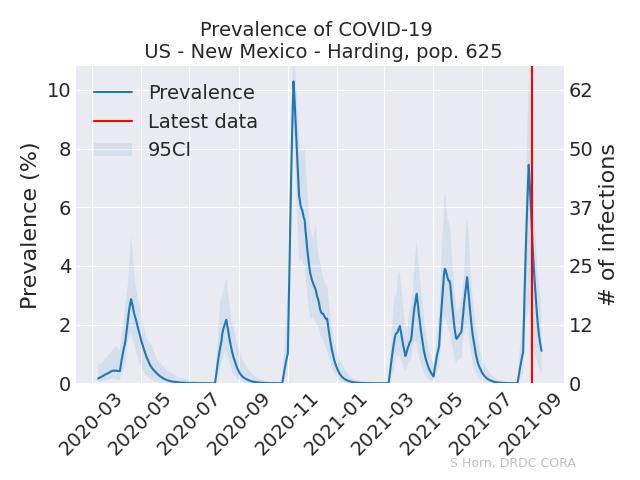 Prevalence of COVID-19
US - New Mexico - Harding, pop. 625
Prevalence
Latest data
95CI
Prevalence (%)
10
8
6
4
2
0
# of infections
62
50
37
25
12
0
2020-03
2020-05
2020-07
2020-09
2020-11
2021-01
2021-03
2021-05
2021-07
2021-09
S Horn, DRDC CORA